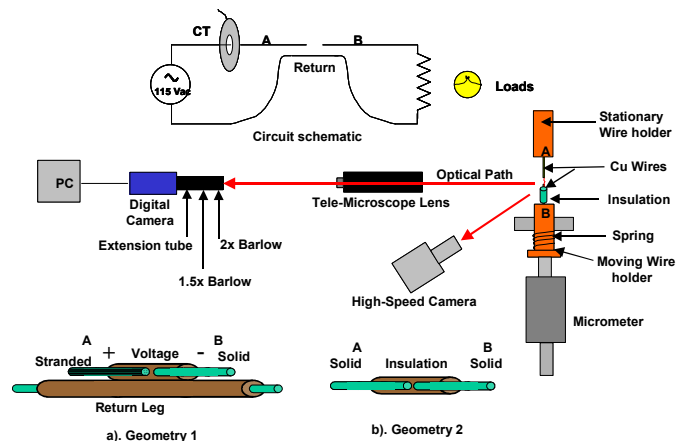 CT
A
B
Return
115 Vac
Circuit schematic
Loads
Stationary
Wire holder
A
Cu Wires
Insulation
B
Spring
Moving Wire
holder
Micrometer
PC
Digital
Camera
Optical Path
Tele-Microscope Lens
Extension tube
2x Barlow
1.5x Barlow
High-Speed Camera
A
Stranded
+
Voltage
-
B
Solid
Return Leg
a). Geometry 1
A
Solid
Insulation
B
Solid
b). Geometry 2